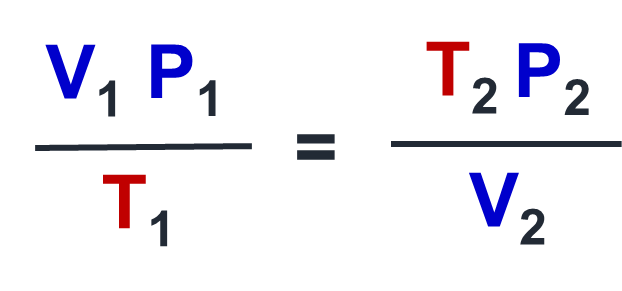 V₁ P₁ / T₁ = T₂ P₂ / V₂